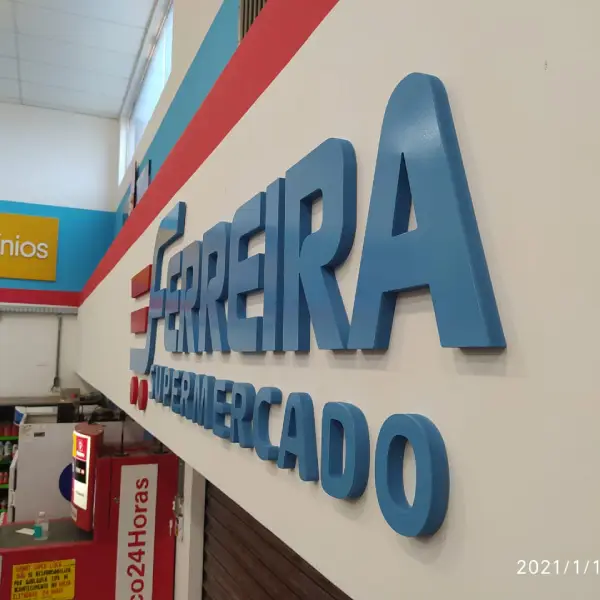 FERREIRA
SUPERMERCADO
nios
co24Horas
2021/1/1